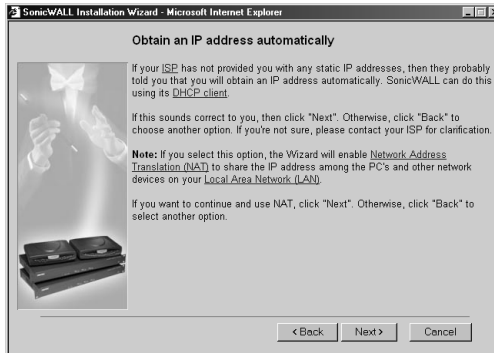 SonicWALL Installation Wizard - Microsoft Internet Explorer
Obtain an IP address automatically
If your ISP has not provided you with any static IP addresses, then they probably
told you that you will obtain an IP address automatically. SonicWALL can do this
using its DHCP client.
If this sounds correct to you, then click "Next". Otherwise, click "Back" to
choose another option. If you're not sure, please contact your ISP for clarification.
Note: If you select this option, the Wizard will enable Network Address
Translation (NAT) to share the IP address among the PC's and other network
devices on your Local Area Network (LAN).
If you want to continue and use NAT, click "Next". Otherwise, click "Back" to
select another option.
< Back Next > Cancel